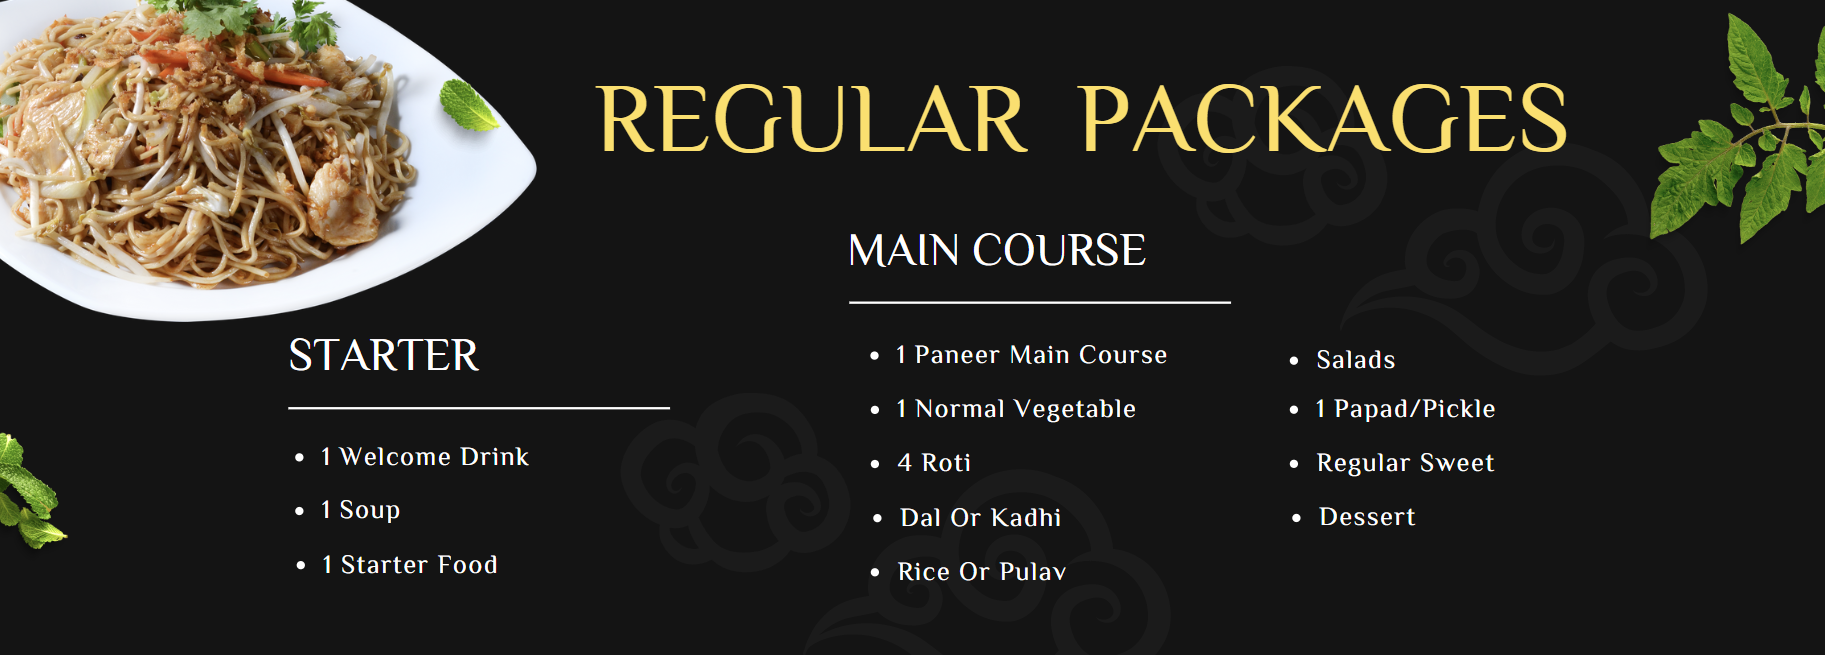 REGULAR PACKAGES
STARTER
• 1 Welcome Drink
• 1 Soup
• 1 Starter Food
MAIN COURSE
• 1 Paneer Main Course
• 1 Normal Vegetable
• 4 Roti
• Dal Or Kadhi
• Rice Or Pulav
• Salads
• 1 Papad/Pickle
• Regular Sweet
• Dessert